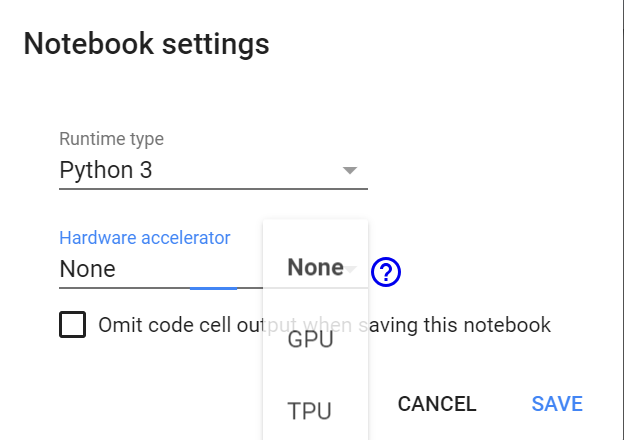 Notebook settings
Runtime type
Python 3
Hardware accelerator
None
None
?
Omit code cell output when saving this notebook
GPU
TPU
CANCEL
SAVE